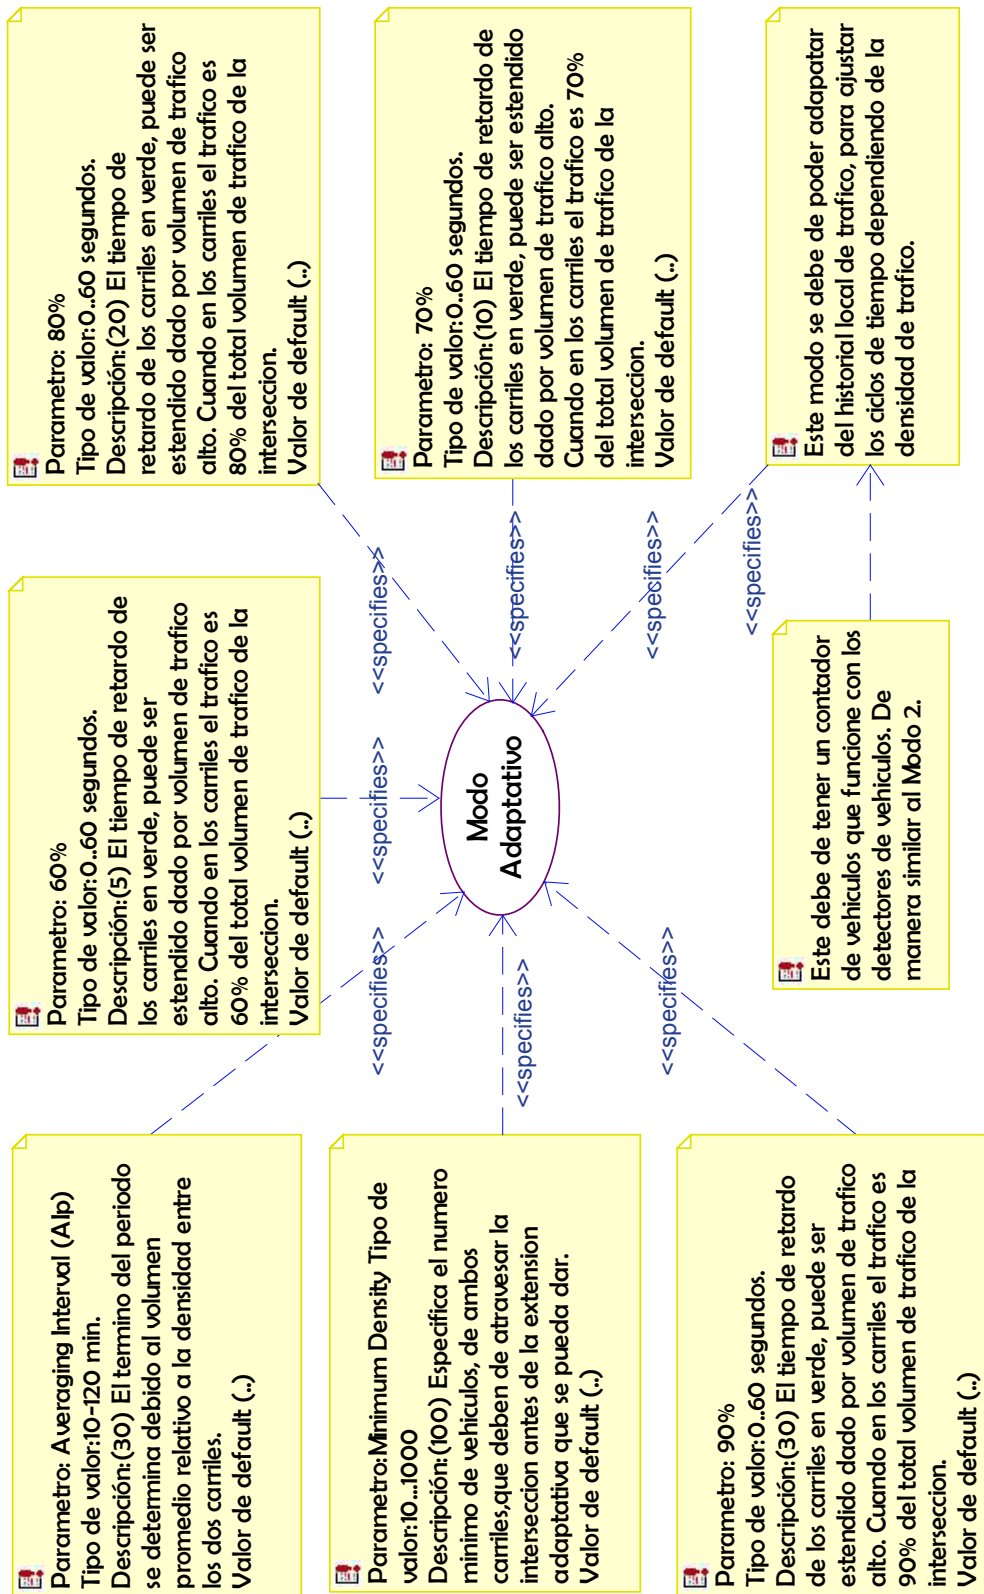 Parametro: Averaging Interval (AIp)
Tipo de valor:10-120 min.
Descripción:(30) El termino del periodo
se determina debido al volumen
promedio relativo a la densidad entre
los dos carriles.
Valor de default (..)
Parametro: 60%
Tipo de valor:0..60 segundos.
Descripción:(5) El tiempo de retardo de
los carriles en verde, puede ser
estendido dado por volumen de trafico
alto. Cuando en los carriles el trafico es
60% del total volumen de trafico de la
interseccion.
Valor de default (..)
Parametro: 80%
Tipo de valor:0..60 segundos.
Descripción:(20) El tiempo de
retardo de los carriles en verde, puede ser
estendido dado por volumen de trafico
alto. Cuando en los carriles el trafico es
80% del total volumen de trafico de la
interseccion.
Valor de default (..)
<<specifies>>
<<specifies>>
<<specifies>>
Parametro:Minimum Density Tipo de
valor:10...1000
Descripción:(100) Especifica el numero
minimo de vehiculos, de ambos
carriles,que deben de atravesar la
interseccion antes de la extension
adaptativa que se pueda dar.
Valor de default (..)
<<specifies>>
Modo
Adaptativo
<<specifies>>
Parametro: 70%
Tipo de valor:0..60 segundos.
Descripción:(10) El tiempo de retardo de
los carriles en verde, puede ser estendido
dado por volumen de trafico alto.
Cuando en los carriles el trafico es 70%
del total volumen de trafico de la
interseccion.
Valor de default (..)
<<specifies>>
<<specifies>>
Parametro: 90%
Tipo de valor:0..60 segundos.
Descripción:(30) El tiempo de retardo
de los carriles en verde, puede ser
estendido dado por volumen de trafico
alto. Cuando en los carriles el trafico es
90% del total volumen de trafico de la
interseccion.
Valor de default (..)
Este debe de tener un contador
de vehiculos que funcione con los
detectores de vehiculos. De
manera similar al Modo 2.
<<specifies>>
Este modo se debe de poder adapatar
del historial local de trafico, para ajustar
los ciclos de tiempo dependiendo de la
densidad de trafico.